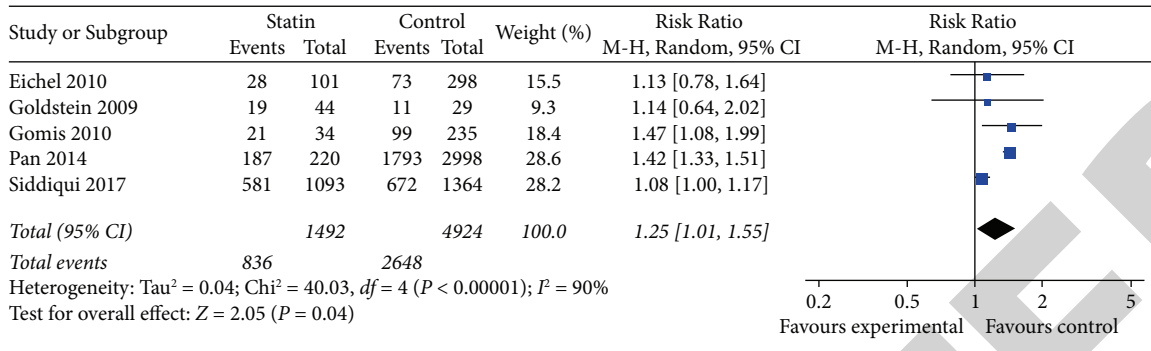 Study or Subgroup Statin Control Weight (%) Risk Ratio Risk Ratio
Events Total Events Total M-H, Random, 95% CI M-H, Random, 95% CI
Eichel 2010 28 101 73 298 15.5 1.13 [0.78, 1.64]
Goldstein 2009 19 44 11 29 9.3 1.14 [0.64, 2.02]
Gomis 2010 21 34 99 235 18.4 1.47 [1.08, 1.99]
Pan 2014 187 220 1793 2998 28.6 1.42 [1.33, 1.51]
Siddiqui 2017 581 1093 672 1364 28.2 1.08 [1.00, 1.17]
Total (95% CI) 1492 4924 100.0 1.25 [1.01, 1.55]
Total events 836 2648
Heterogeneity: Tau² = 0.04; Chi² = 40.03, df = 4 (P < 0.00001); I² = 90%
Test for overall effect: Z = 2.05 (P = 0.04)
0.2 0.5 1 2 5
Favours experimental Favours control